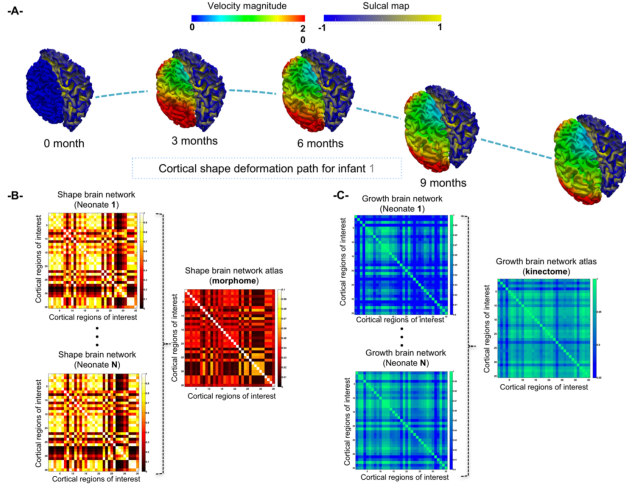 -A-
Velocity magnitude
Sulcal map
0
2
0
-1
1
0 month
3 months
6 months
9 months
Cortical shape deformation path for infant 1
-B-
Shape brain network
(Neonate 1)
Cortical regions of interest
Cortical regions of interest
Shape brain network
(Neonate N)
Cortical regions of interest
Cortical regions of interest
Shape brain network atlas
(morphome)
Cortical regions of interest
Cortical regions of interest
-C-
Growth brain network
(Neonate 1)
Cortical regions of interest
Cortical regions of interest
Growth brain network
(Neonate N)
Cortical regions of interest
Cortical regions of interest
Growth brain network atlas
(kinectome)
Cortical regions of interest
Cortical regions of interest